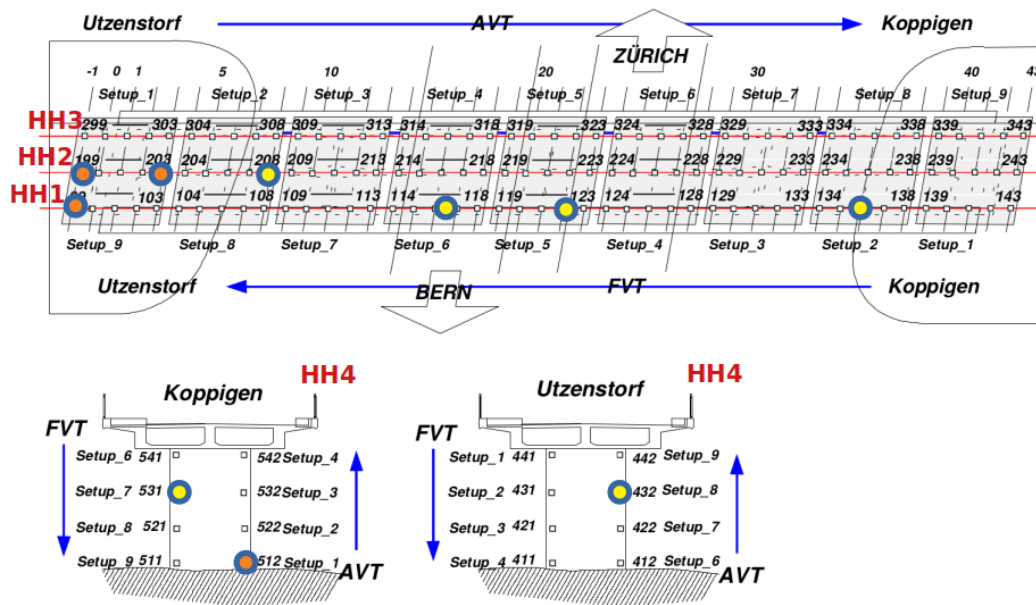 Utzenstorf AVT Koppigen
ZÜRICH
-1 0 1 5 10 20 30 40
Setup_1 Setup_2 Setup_3 Setup_4 Setup_5 Setup_6 Setup_7 Setup_8 Setup_9
HH3 299 303 304 308 309 313 314 318 319 323 324 328 329 333 334 338 339 343
HH2 199 203 204 208 209 213 214 218 219 223 224 228 229 233 234 238 239 243
HH1 103 104 108 109 113 114 118 119 123 124 128 129 133 134 138 139 143
Setup_9 Setup_8 Setup_7 Setup_6 Setup_5 Setup_4 Setup_3 Setup_2 Setup_1
Utzenstorf BERN FVT Koppigen
Koppigen HH4
FVT
Setup_6 541 542 Setup_4
Setup_7 531 532 Setup_3
Setup_8 521 522 Setup_2
Setup_9 511 512 Setup_1
AVT
Utzenstorf HH4
FVT
Setup_1 441 442 Setup_9
Setup_2 431 432 Setup_8
Setup_3 421 422 Setup_7
Setup_4 411 412 Setup_6
AVT